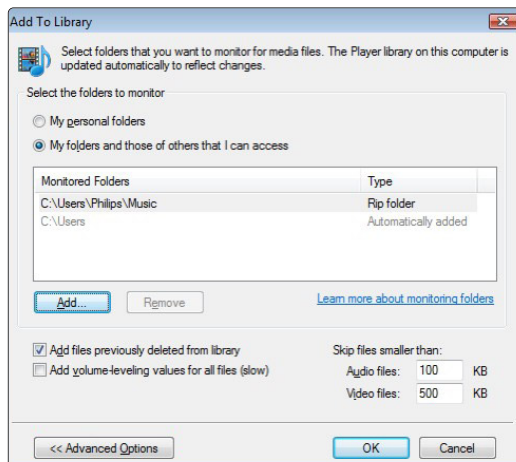 Add To Library
Select folders that you want to monitor for media files. The Player library on this computer is
updated automatically to reflect changes.
Select the folders to monitor
My personal folders
My folders and those of others that I can access
Monitored Folders Type
C:\Users\Philips\Music Rip folder
C:\Users Automatically added
Add... Remove Learn more about monitoring folders
Add files previously deleted from library Skip files smaller than:
Add volume-leveling values for all files (slow) Audio files: 100 KB
Video files: 500 KB
<< Advanced Options OK Cancel